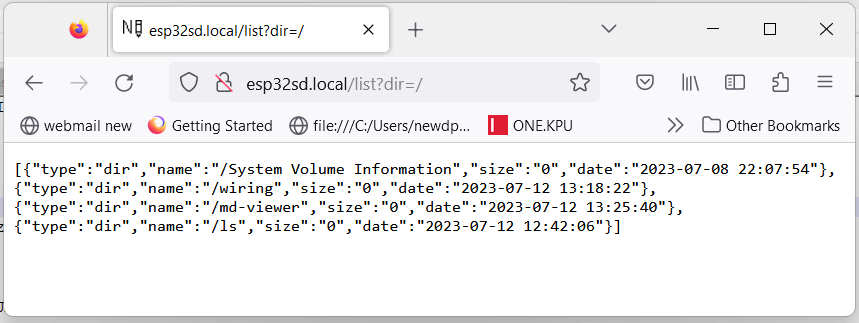 esp32sd.local/list?dir=/
esp32sd.local/list?dir=/
webmail new Getting Started file:///C:/Users/newdp... ONE.KPU Other Bookmarks
[{"type":"dir","name":"/System Volume Information","size":"0","date":"2023-07-08 22:07:54"},
{"type":"dir","name":"/wiring","size":"0","date":"2023-07-12 13:18:22"},
{"type":"dir","name":"/md-viewer","size":"0","date":"2023-07-12 13:25:40"},
{"type":"dir","name":"/ls","size":"0","date":"2023-07-12 12:42:06"}]